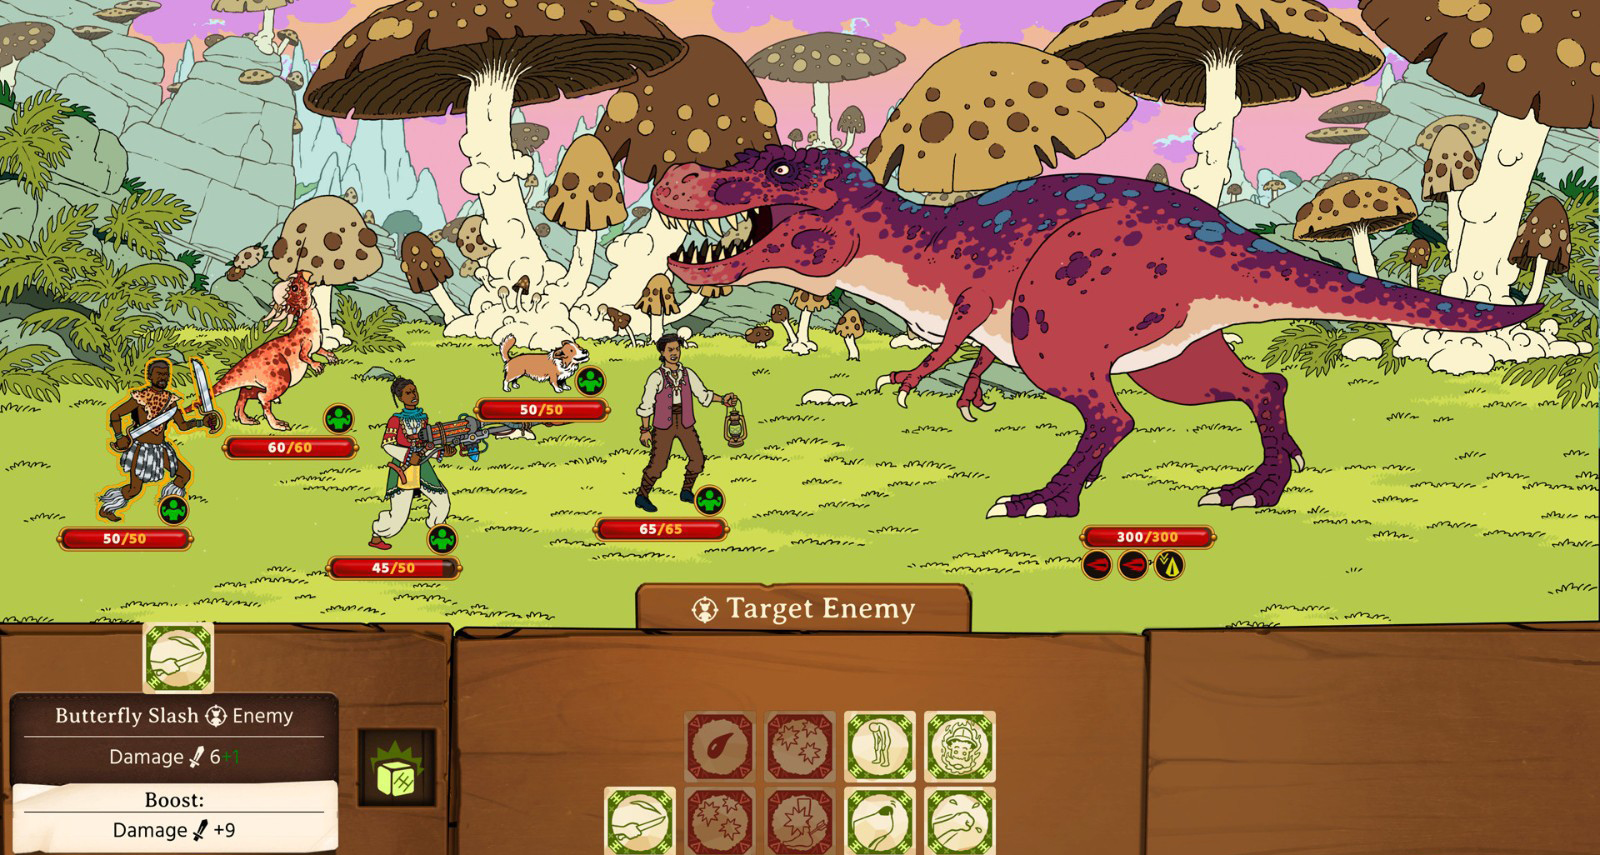 50/50
60/60
45/50
50/50
65/65
300/300
Target Enemy
Butterfly Slash Enemy
Damage 6+1
Boost:
Damage +9